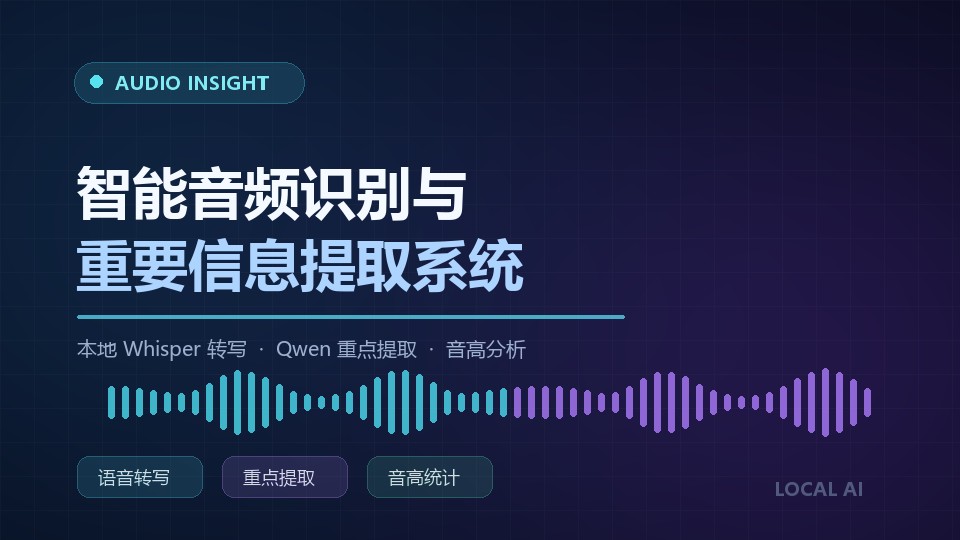 AUDIO INSIGHT
智能音频识别与
重要信息提取系统
本地 Whisper 转写 · Qwen 重点提取 · 音高分析
语音转写
重点提取
音高统计
LOCAL AI